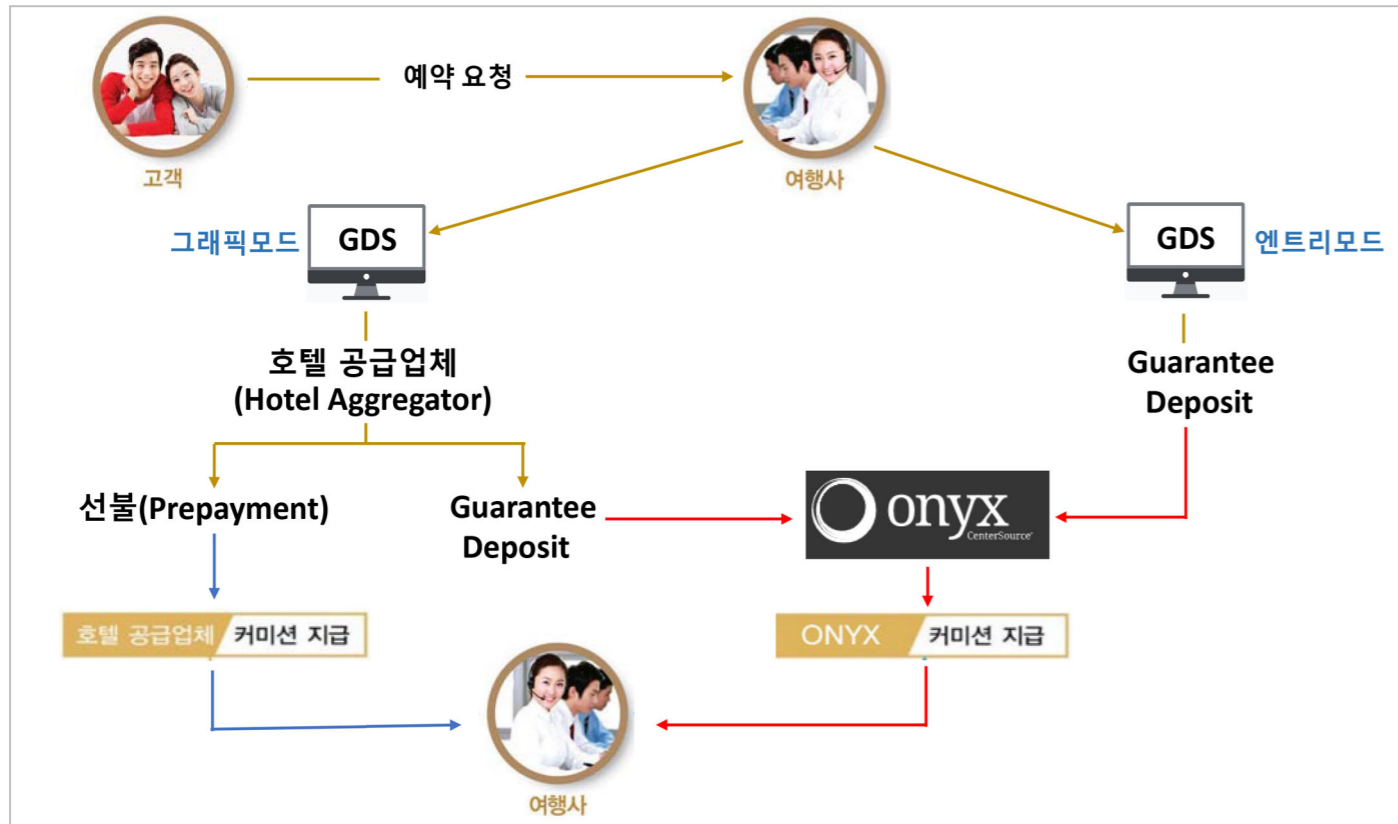 예약 요청
고객
여행사
그래픽모드
GDS
GDS
엔트리모드
호텔 공급업체
(Hotel Aggregator)
Guarantee
Deposit
선불(Prepayment)
Guarantee
Deposit
onyx
CenterSource
호텔 공급업체 커미션 지급
ONYX 커미션 지급
여행사